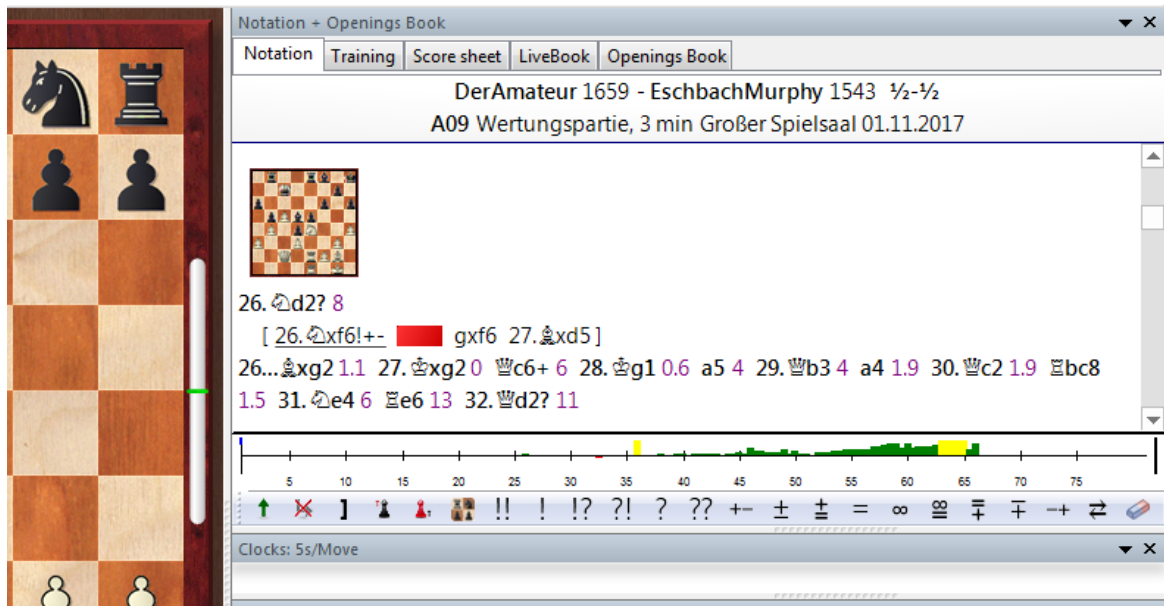 Notation + Openings Book
Notation Training Score sheet LiveBook Openings Book
DerAmateur 1659 - EschbachMurphy 1543 ½-½
A09 Wertungspartie, 3 min Großer Spielsaal 01.11.2017
26.♘d2? 8
[ 26.♘xf6!+- gxf6 27.♗xd5 ]
26...♗xg2 1.1 27.♔xg2 0 ♕c6+ 6 28.♔g1 0.6 a5 4 29.♕b3 4 a4 1.9 30.♕c2 1.9 ♖bc8
1.5 31.♘e4 6 ♖e6 13 32.♕d2? 11
5 10 15 20 25 30 35 40 45 50 55 60 65 70 75
] !! ! !? ?! ? ?? +− ± ⩲ = ∞ ⯹ ⩱ ∓ −+ ⇄
Clocks: 5s/Move